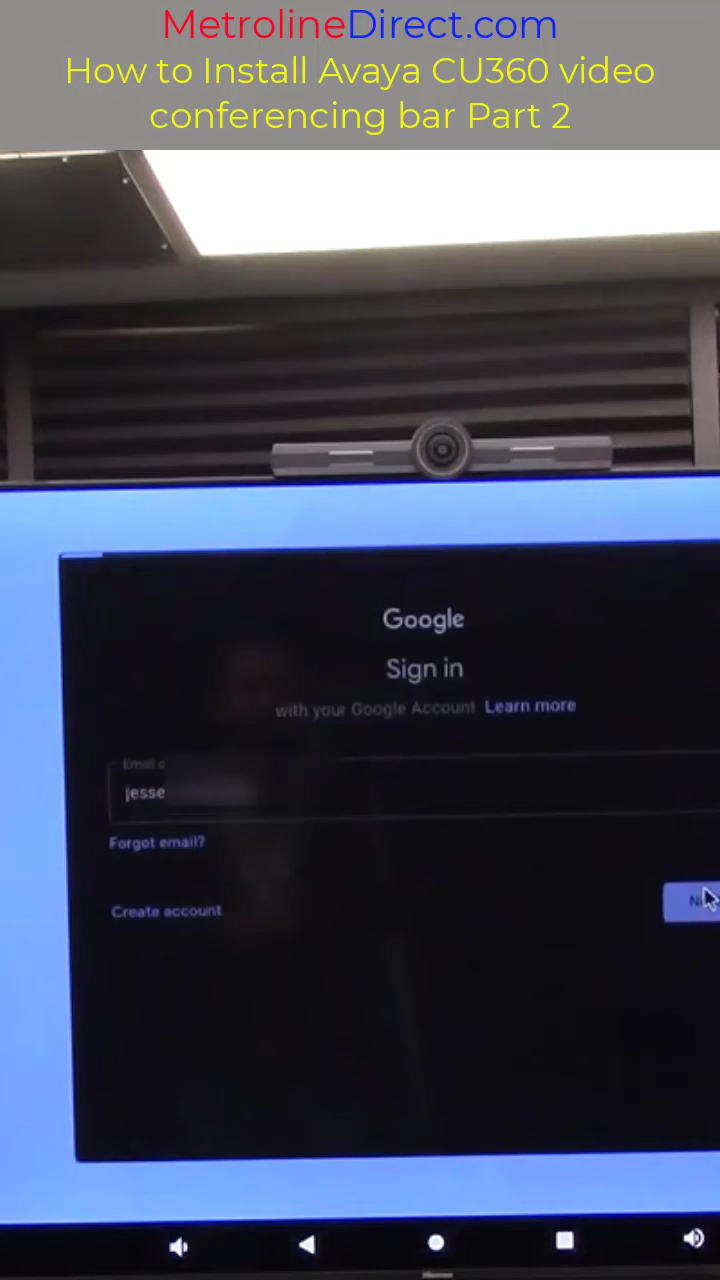 MetrolineDirect.com
How to Install Avaya CU360 video
conferencing bar Part 2
Google
Sign in
with your Google Account. Learn more
Email o
jesse
Forgot email?
Create account